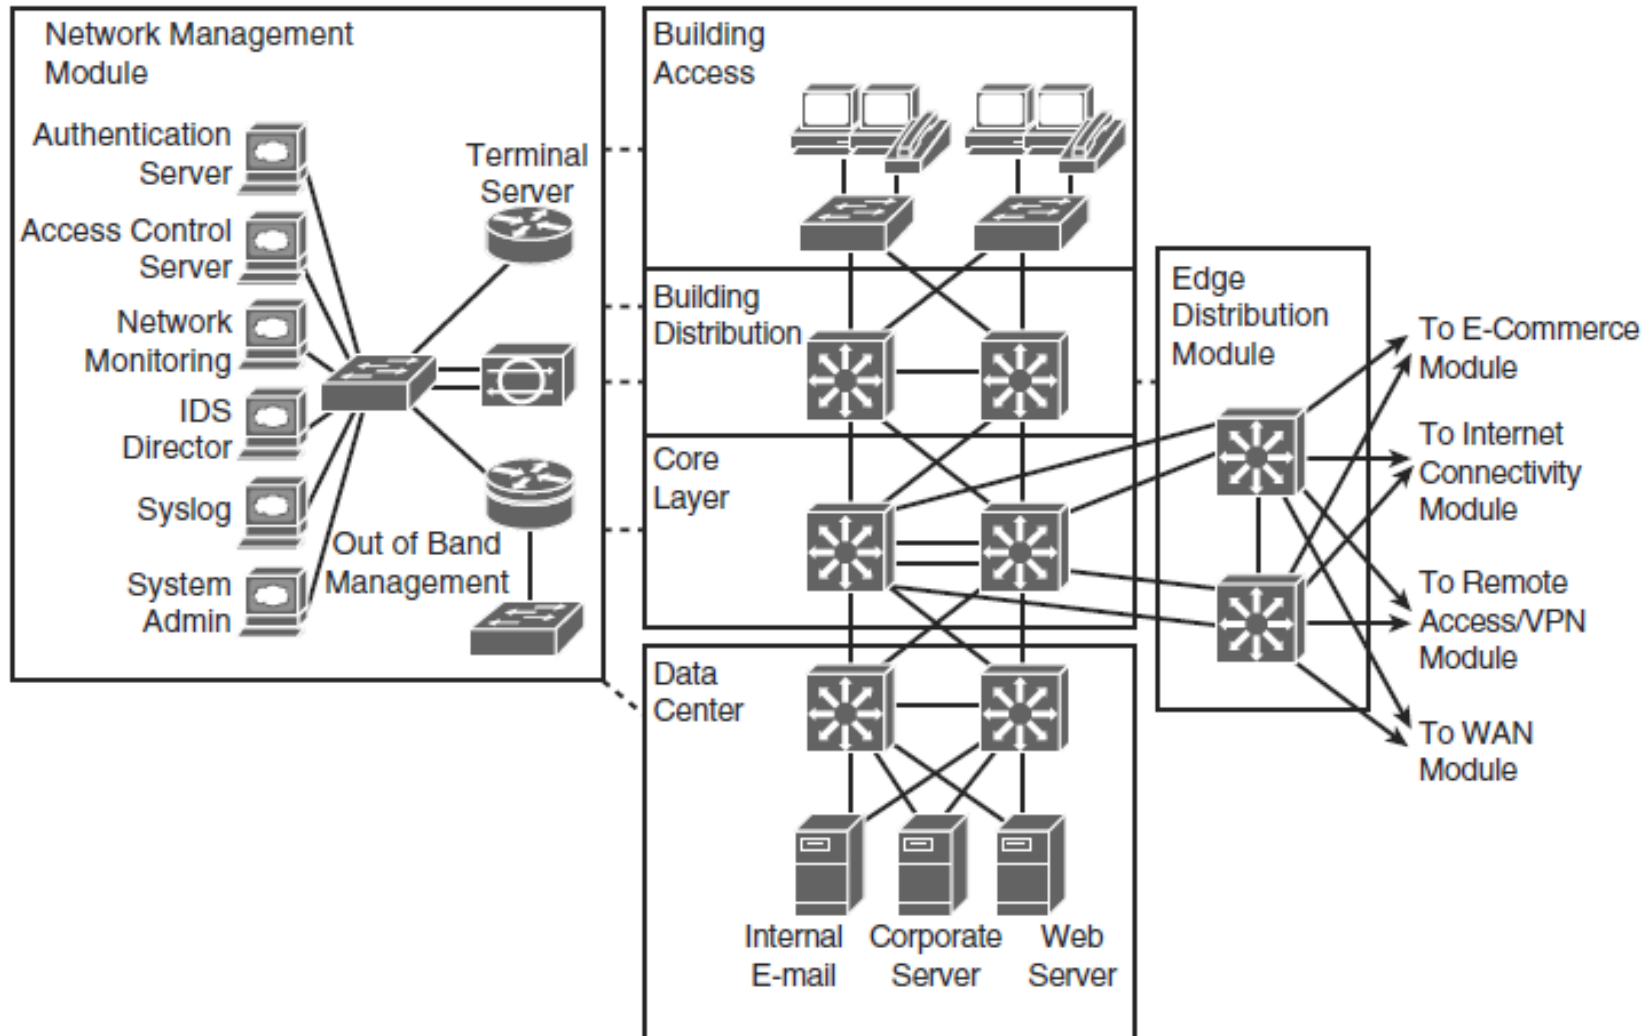 Network Management
Module
Authentication
Server
Access Control
Server
Network
Monitoring
IDS
Director
Syslog
System
Admin
Terminal
Server
Out of Band
Management
Building
Access
Building
Distribution
Core
Layer
Data
Center
Internal
E-mail
Corporate
Server
Web
Server
Edge
Distribution
Module
To E-Commerce
Module
To Internet
Connectivity
Module
To Remote
Access/VPN
Module
To WAN
Module